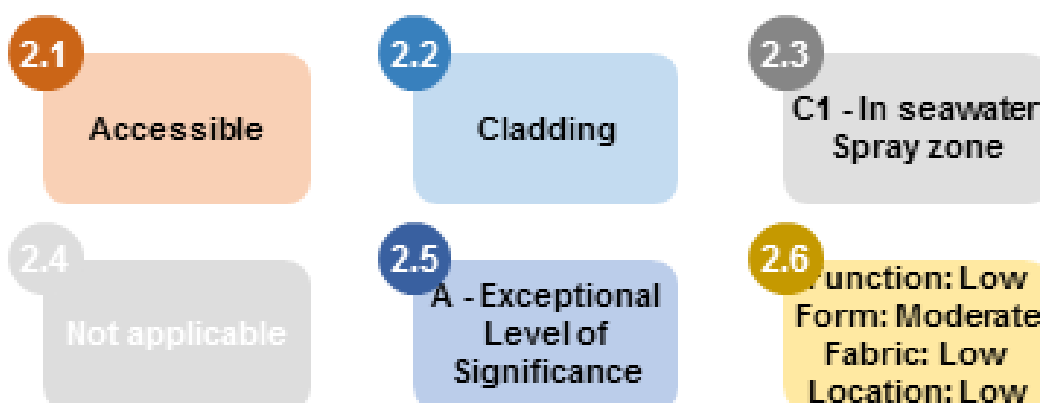 2.1
Accessible
2.2
Cladding
2.3
C1 - In seawater
Spray zone
2.4
Not applicable
2.5
A - Exceptional
Level of
Significance
2.6
Function: Low
Form: Moderate
Fabric: Low
Location: Low